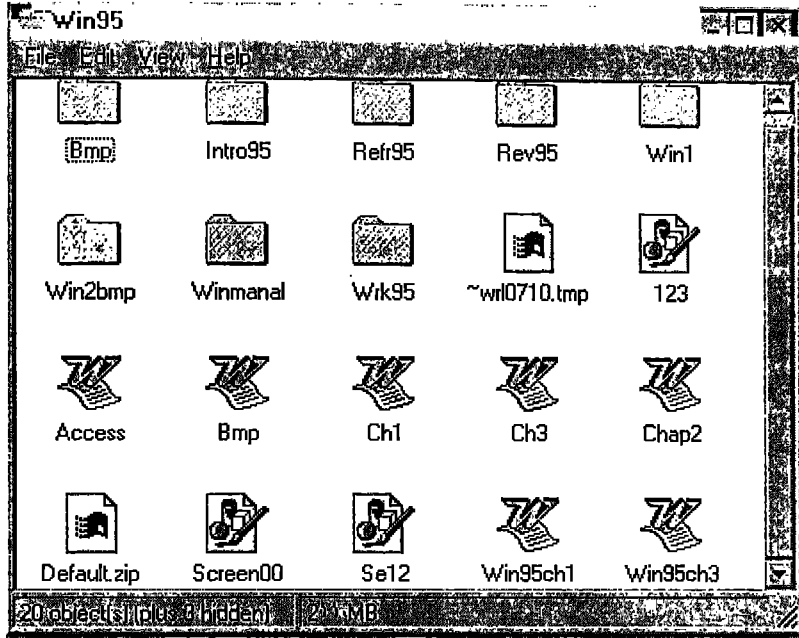 Win95
File Edit View Help
Bmp Intro95 Refr95 Rev95 Win1
Win2bmp Winmanal Wrk95 ~wrl0710.tmp 123
Access Bmp Ch1 Ch3 Chap2
Default.zip Screen00 Se12 Win95ch1 Win95ch3
20 object(s) (plus hidden) MB